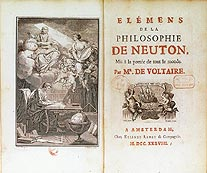 ELÉMENS
DE LA
PHILOSOPHIE
DE NEUTON,
Mis à la portée de tout le monde.
Par Mr. DE VOLTAIRE.
A AMSTERDAM,
Chez ETIENNE LEDET & Compagnie.
M. DCC. XXXVIII.